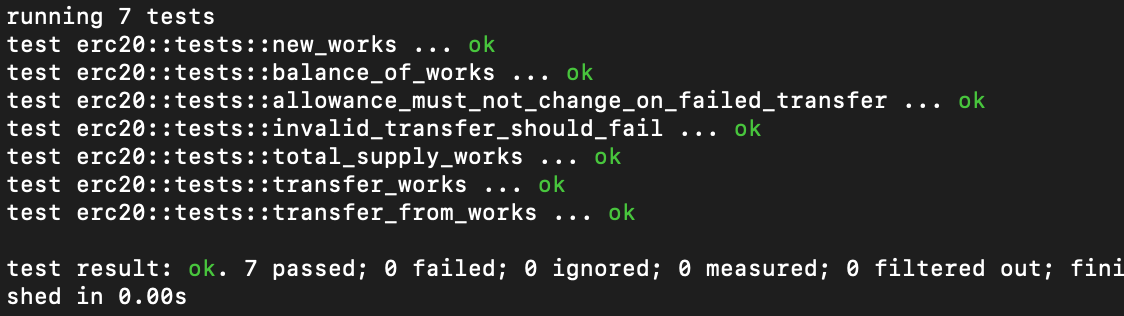 running 7 tests
test erc20::tests::new_works ... ok
test erc20::tests::balance_of_works ... ok
test erc20::tests::allowance_must_not_change_on_failed_transfer ... ok
test erc20::tests::invalid_transfer_should_fail ... ok
test erc20::tests::total_supply_works ... ok
test erc20::tests::transfer_works ... ok
test erc20::tests::transfer_from_works ... ok
test result: ok. 7 passed; 0 failed; 0 ignored; 0 measured; 0 filtered out; fini
shed in 0.00s